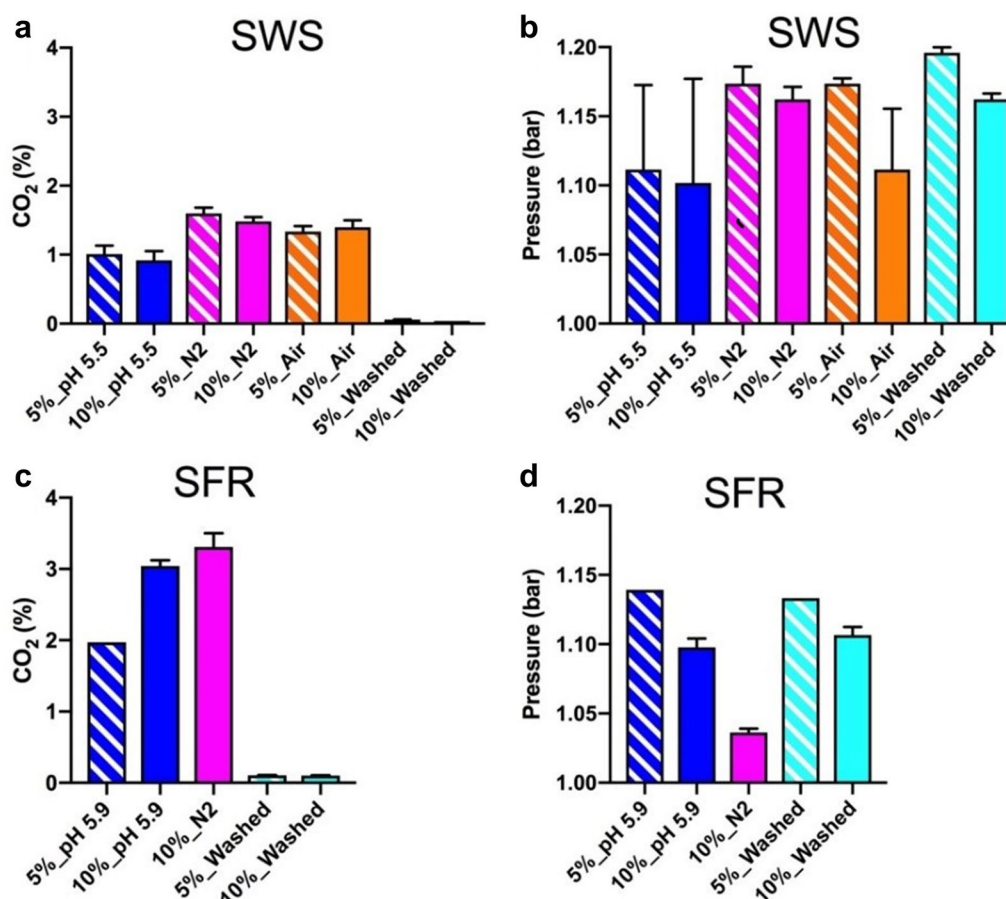 a
SWS
CO₂ (%)
4
3
2
1
0
5%_pH 5.5
10%_pH 5.5
5%_N2
10%_N2
5%_Air
10%_Air
5%_Washed
10%_Washed
b
SWS
Pressure (bar)
1.20
1.15
1.10
1.05
1.00
5%_pH 5.5
10%_pH 5.5
5%_N2
10%_N2
5%_Air
10%_Air
5%_Washed
10%_Washed
c
SFR
CO₂ (%)
4
3
2
1
0
5%_pH 5.9
10%_pH 5.9
10%_N2
5%_Washed
10%_Washed
d
SFR
Pressure (bar)
1.20
1.15
1.10
1.05
1.00
5%_pH 5.9
10%_pH 5.9
10%_N2
5%_Washed
10%_Washed